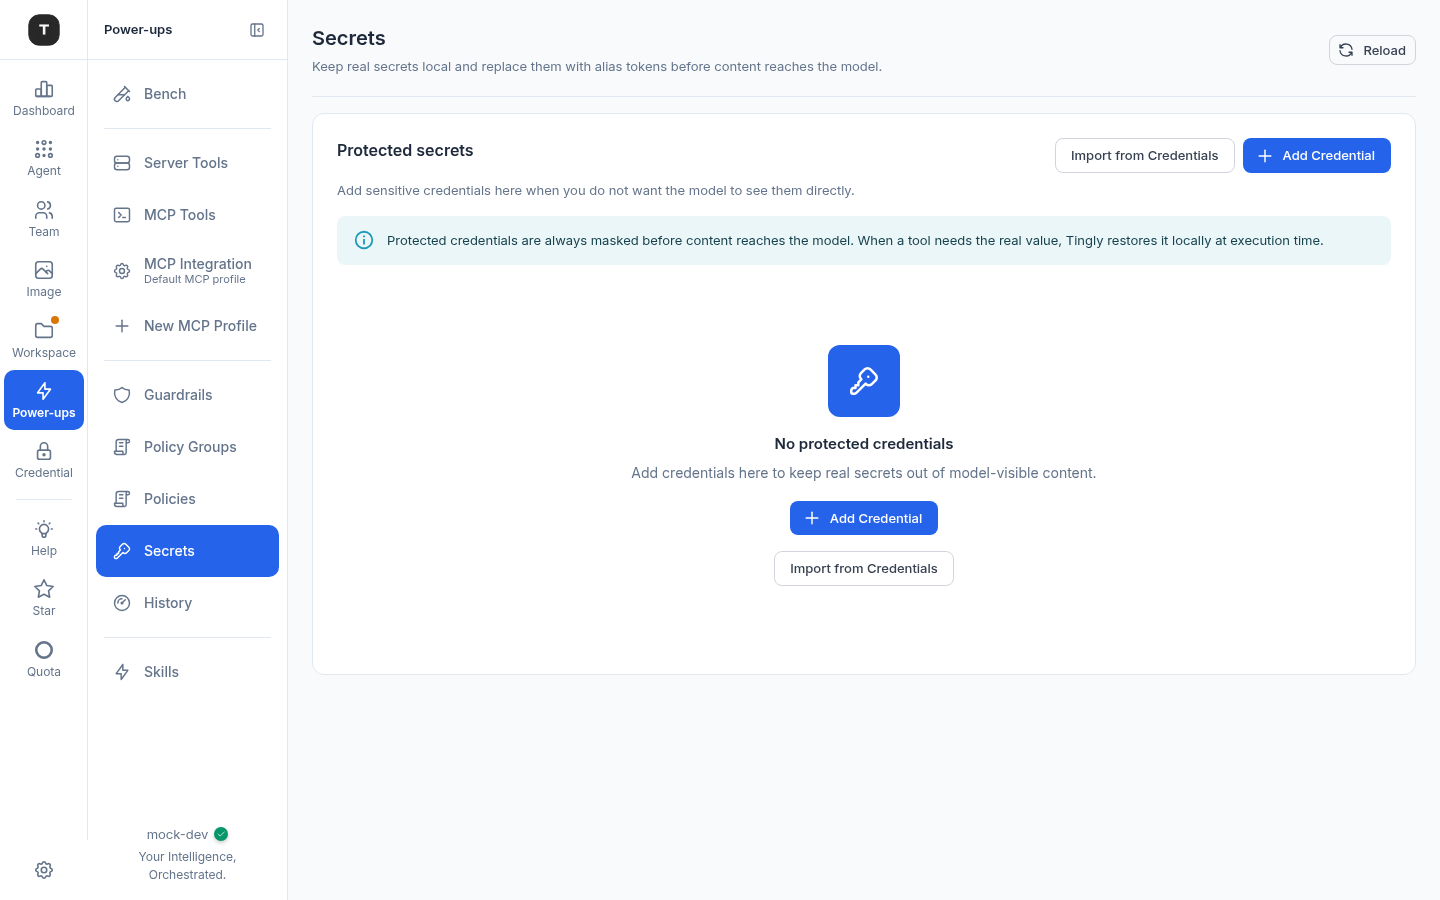 T
Power-ups
Dashboard
Agent
Team
Image
Workspace
Power-ups
Credential
Help
Star
Quota
Bench
Server Tools
MCP Tools
MCP Integration
Default MCP profile
New MCP Profile
Guardrails
Policy Groups
Policies
Secrets
History
Skills
mock-dev
Your Intelligence,
Orchestrated.
Secrets
Keep real secrets local and replace them with alias tokens before content reaches the model.
Reload
Protected secrets
Import from Credentials
Add Credential
Add sensitive credentials here when you do not want the model to see them directly.
Protected credentials are always masked before content reaches the model. When a tool needs the real value, Tingly restores it locally at execution time.
No protected credentials
Add credentials here to keep real secrets out of model-visible content.
Add Credential
Import from Credentials